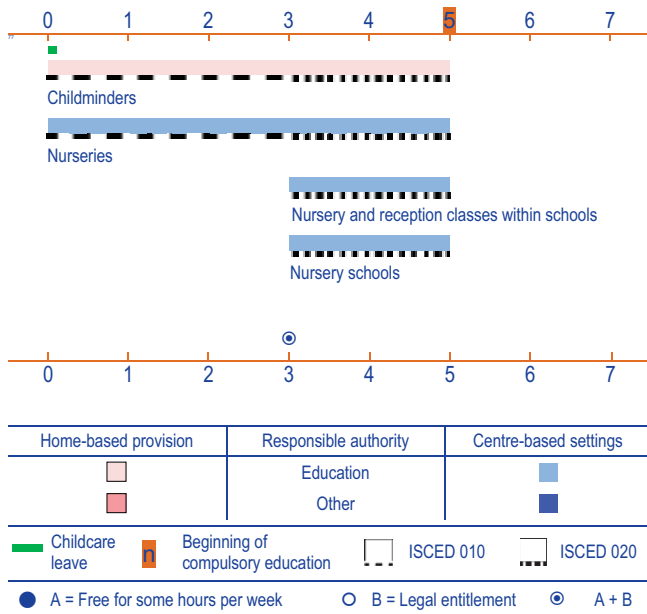 0 1 2 3 4 5 6 7
Childminders
Nurseries
Nursery and reception classes within schools
Nursery schools
0 1 2 3 4 5 6 7
Home-based provision Responsible authority Centre-based settings
Education
Other
Childcare leave
n Beginning of compulsory education
ISCED 010
ISCED 020
A = Free for some hours per week B = Legal entitlement A + B